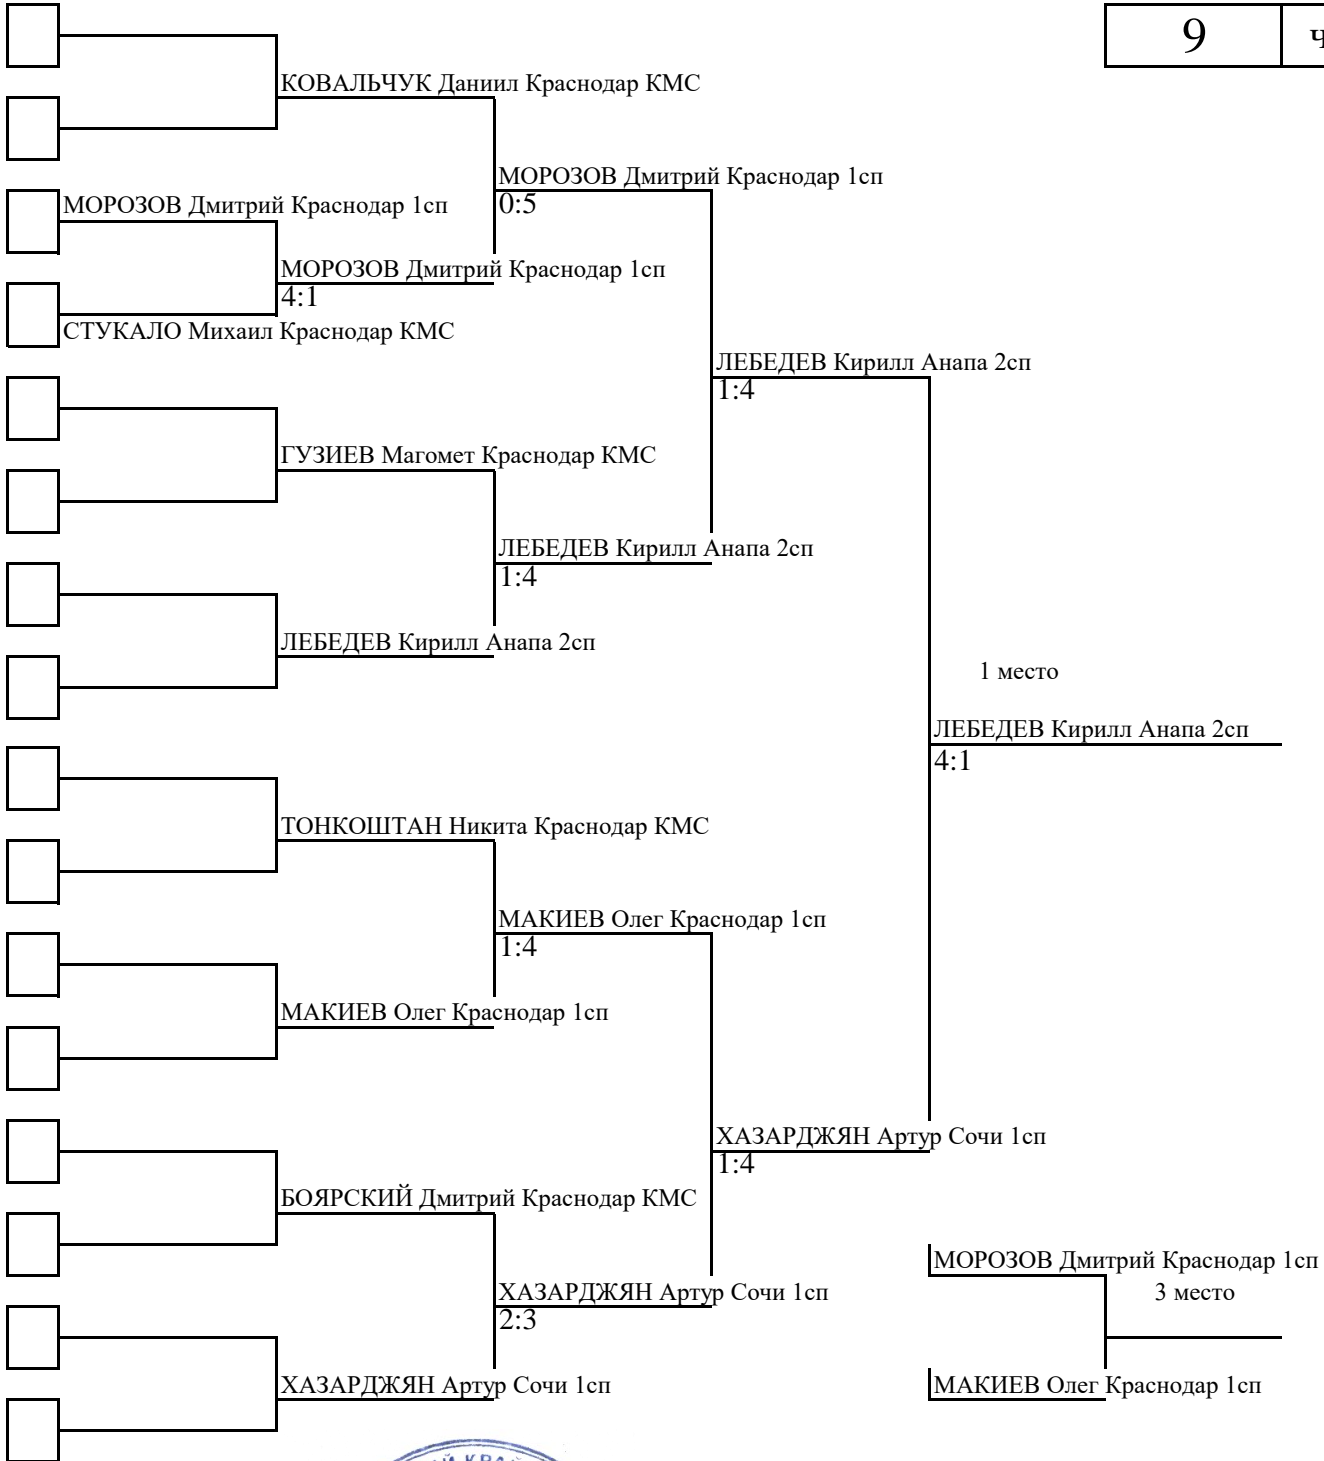 9
КОВАЛЬЧУК Даниил Краснодар КМС
МОРОЗОВ Дмитрий Краснодар 1сп
0:5
МОРОЗОВ Дмитрий Краснодар 1сп
МОРОЗОВ Дмитрий Краснодар 1сп
4:1
СТУКАЛО Михаил Краснодар КМС
ЛЕБЕДЕВ Кирилл Анапа 2сп
1:4
ГУЗИЕВ Магомет Краснодар КМС
ЛЕБЕДЕВ Кирилл Анапа 2сп
1:4
ЛЕБЕДЕВ Кирилл Анапа 2сп
1 место
ЛЕБЕДЕВ Кирилл Анапа 2сп
4:1
ТОНКОШТАН Никита Краснодар КМС
МАКИЕВ Олег Краснодар 1сп
1:4
МАКИЕВ Олег Краснодар 1сп
ХАЗАРДЖЯН Артур Сочи 1сп
1:4
БОЯРСКИЙ Дмитрий Краснодар КМС
МОРОЗОВ Дмитрий Краснодар 1сп
3 место
ХАЗАРДЖЯН Артур Сочи 1сп
2:3
ХАЗАРДЖЯН Артур Сочи 1сп
МАКИЕВ Олег Краснодар 1сп